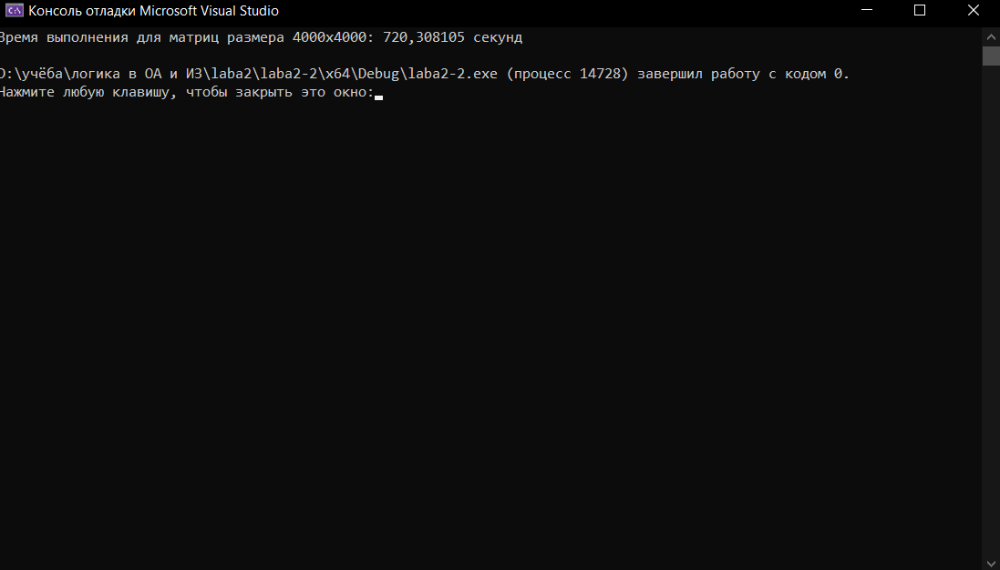 Консоль отладки Microsoft Visual Studio
Время выполнения для матриц размера 4000x4000: 720,308105 секунд
D:\учёба\логика в ОА и ИЗ\laba2\laba2-2\x64\Debug\laba2-2.exe (процесс 14728) завершил работу с кодом 0.
Нажмите любую клавишу, чтобы закрыть это окно: